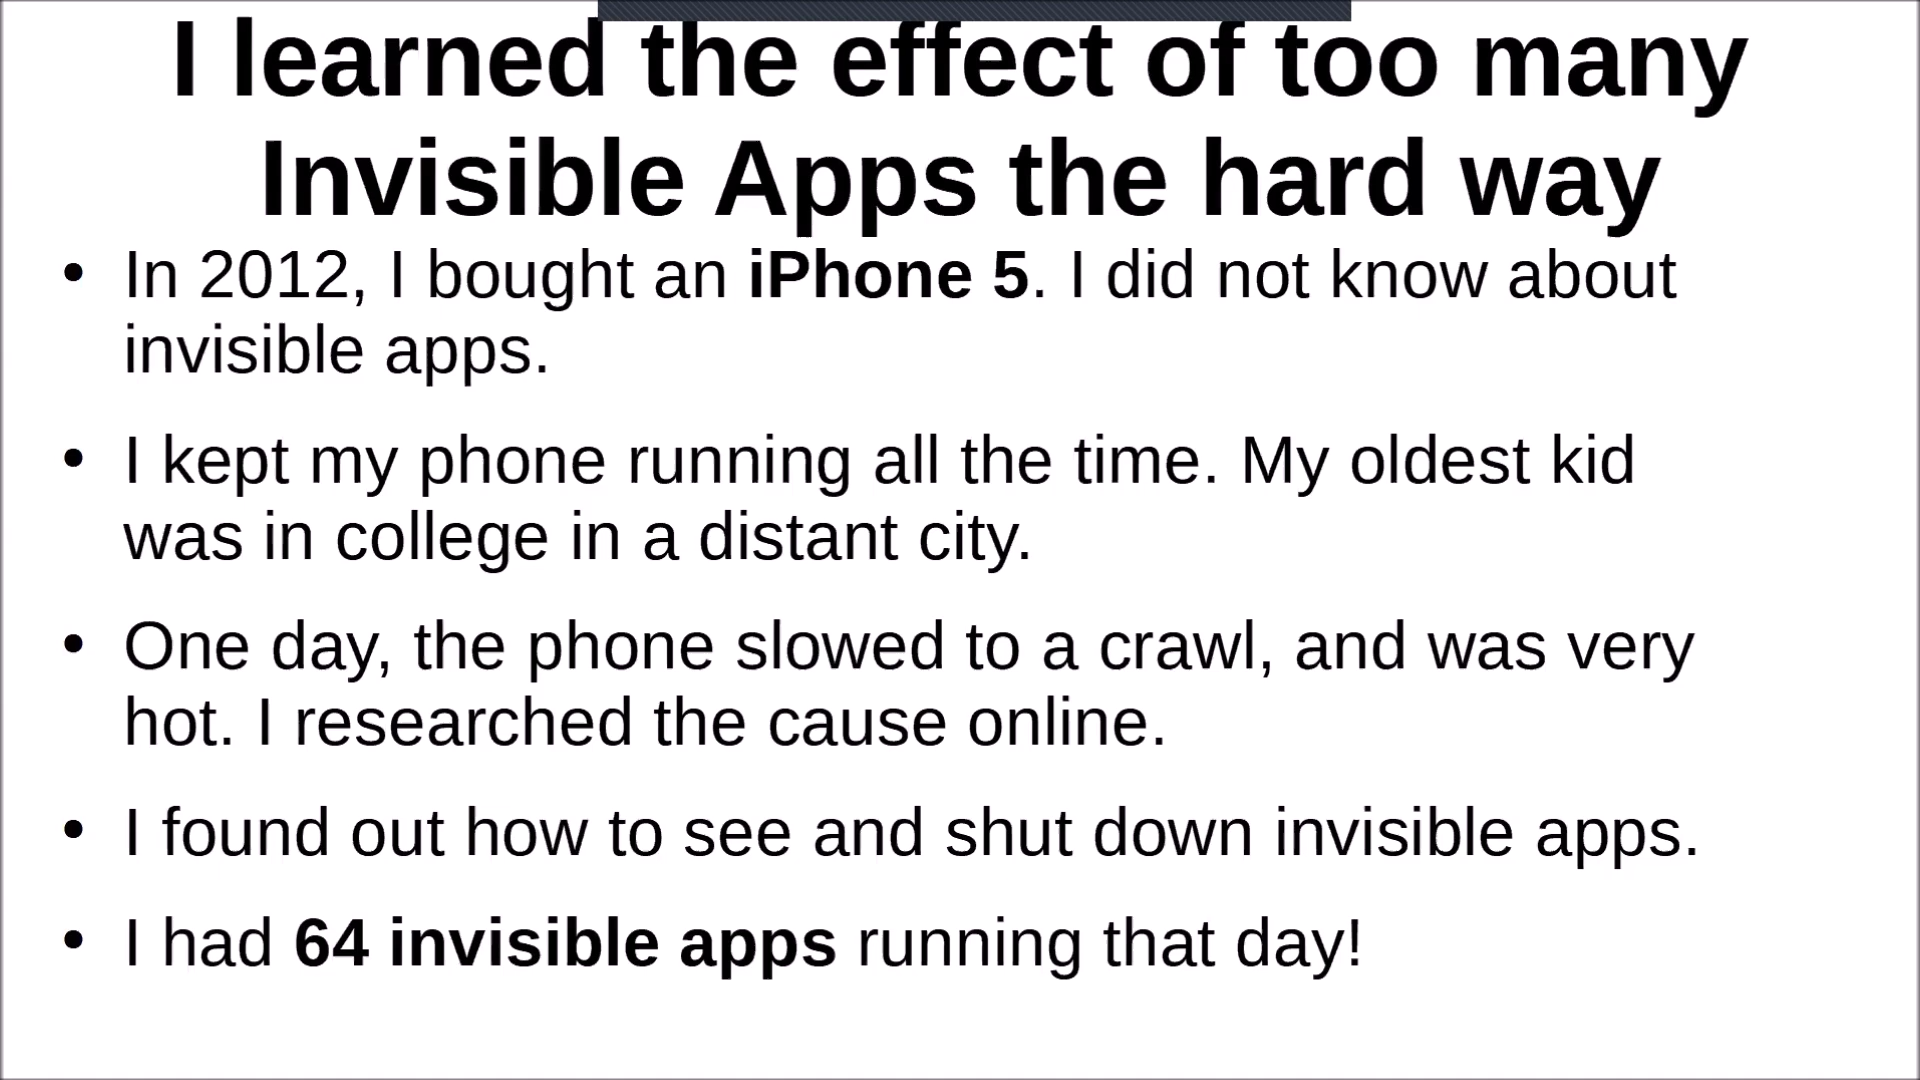 I learned the effect of too many
Invisible Apps the hard way
• In 2012, I bought an iPhone 5. I did not know about
invisible apps.
• I kept my phone running all the time. My oldest kid
was in college in a distant city.
• One day, the phone slowed to a crawl, and was very
hot. I researched the cause online.
• I found out how to see and shut down invisible apps.
• I had 64 invisible apps running that day!